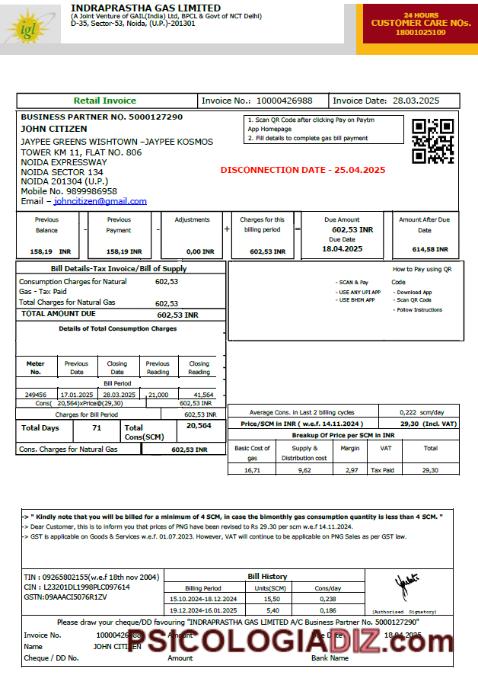 INDRAPRASTHA GAS LIMITED
(A Joint Venture of GAIL(India) Ltd, BPCL & Govt of NCT Delhi)
D-35, Sector-53, Noida, (U.P.)-201301
igl
24 HOURS
CUSTOMER CARE NOs.
18001025109
Retail Invoice
Invoice No.: 10000426988
Invoice Date: 28.03.2025
BUSINESS PARTNER NO. 5000127290
JOHN CITIZEN
JAYPEE GREENS WISHTOWN -JAYPEE KOSMOS
TOWER KM 11, FLAT NO. 806
NOIDA EXPRESSWAY
NOIDA SECTOR 134
NOIDA 201304 (U.P.)
Mobile No. 9899986958
Email – johncitizen@gmail.com
1. Scan QR Code after clicking Pay on Paytm
App Homepage
2. Fill details to complete gas bill payment
DISCONNECTION DATE - 25.04.2025
Previous Balance
158,19 INR
-
Previous Payment
158,19 INR
-
Adjustments
0,00 INR
+
Charges for this billing period
602,53 INR
=
Due Amount
602,53 INR
Due Date
18.04.2025
Amount After Due Date
614,58 INR
Bill Details-Tax Invoice/Bill of Supply
Consumption Charges for Natural 602,53
Gas - Tax Paid
Total Charges for Natural Gas 602,53
TOTAL AMOUNT DUE 602,53 INR
How to Pay using QR
Code
- SCAN & Pay
- USE ANY UPI APP
- USE BHIM APP
- Download App
- Scan QR Code
- Follow Instructions
Details of Total Consumption Charges
Meter No. Previous Date Closing Date Previous Reading Closing Reading
Bill Period
249456 17.01.2025 28.03.2025 21,000 41,564
Cons( 20,564)xPrice@(29,30) 602,53 INR
Charges for Bill Period 602,53 INR
Total Days 71 Total Cons(SCM) 20,564
Cons. Charges for Natural Gas 602,53 INR
Average Cons. in Last 2 billing cycles 0,222 scm/day
Price/SCM in INR ( w.e.f. 14.11.2024 ) 29,30 (Incl. VAT)
Breakup Of Price per SCM in INR
Basic Cost of gas Supply & Distribution cost Margin VAT Total
16,71 9,62 2,97 Tax Paid 29,30
-> " Kindly note that you will be billed for a minimum of 4 SCM, in case the bimonthly gas consumption quantity is less than 4 SCM. "
-> Dear Customer, this is to inform you that prices of PNG have been revised to Rs 29.30 per scm w.e.f 14.11.2024.
-> GST is applicable on Goods & Services w.e.f. 01.07.2023. However, VAT will continue to be applicable on PNG Sales as per GST law.
TIN : 09265802155(w.e.f 18th nov 2004)
CIN : L23201DL1998PLC097614
GSTN:09AAACI5076R1ZV
Bill History
Billing Period Units(SCM) Cons/day
15.10.2024-18.12.2024 15,50 0,238
19.12.2024-16.01.2025 5,40 0,186
(Authorised Signatory)
Please draw your cheque/DD favouring "INDRAPRASTHA GAS LIMITED A/C Business Partner No. 5000127290"
Invoice No. 10000426988 Amount Due Date 18.04.2025
Name JOHN CITIZEN
Cheque / DD No. Amount Bank Name
PSICOLOGIADIZ.com